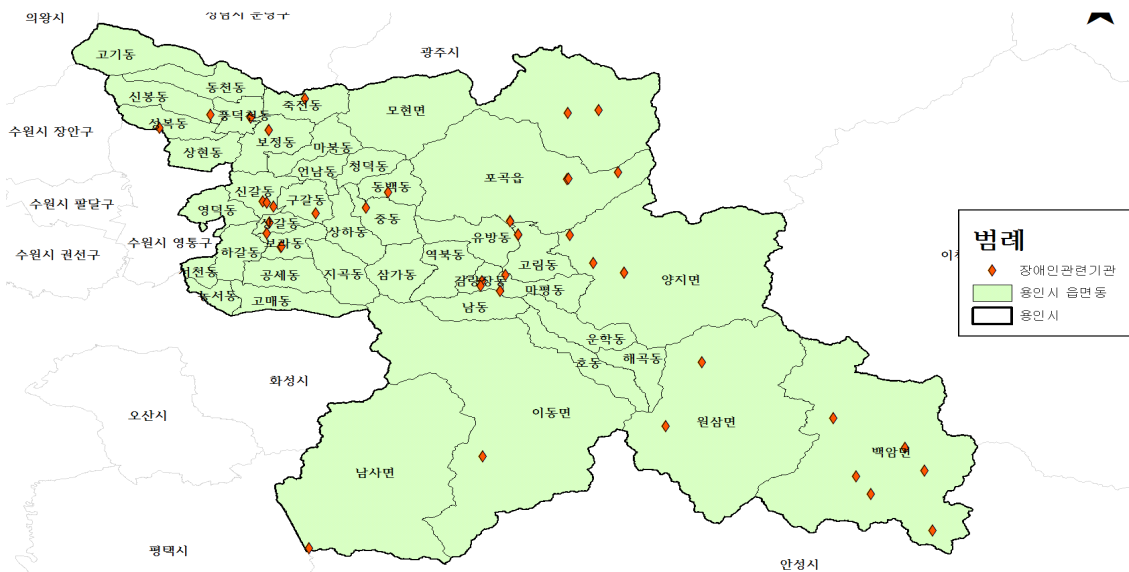 의왕시
성남시 분당구
광주시
고기동
동천동
신봉동
죽전동
모현면
성복동
풍덕천동
수원시 장안구
보정동
마북동
상현동
언남동
청덕동
포곡읍
동백동
신갈동
구갈동
수원시 팔달구
영덕동
중동
상갈동
상하동
유방동
수원시 영통구
보라동
하갈동
역북동
수원시 권선구
고림동
서천동
공세동
지곡동
삼가동
김량장동
양지면
마평동
농서동
고매동
남동
운학동
해곡동
호동
화성시
오산시
이동면
원삼면
백암면
남사면
평택시
안성시
범례
장애인관련기관
용인시 읍면동
용인시